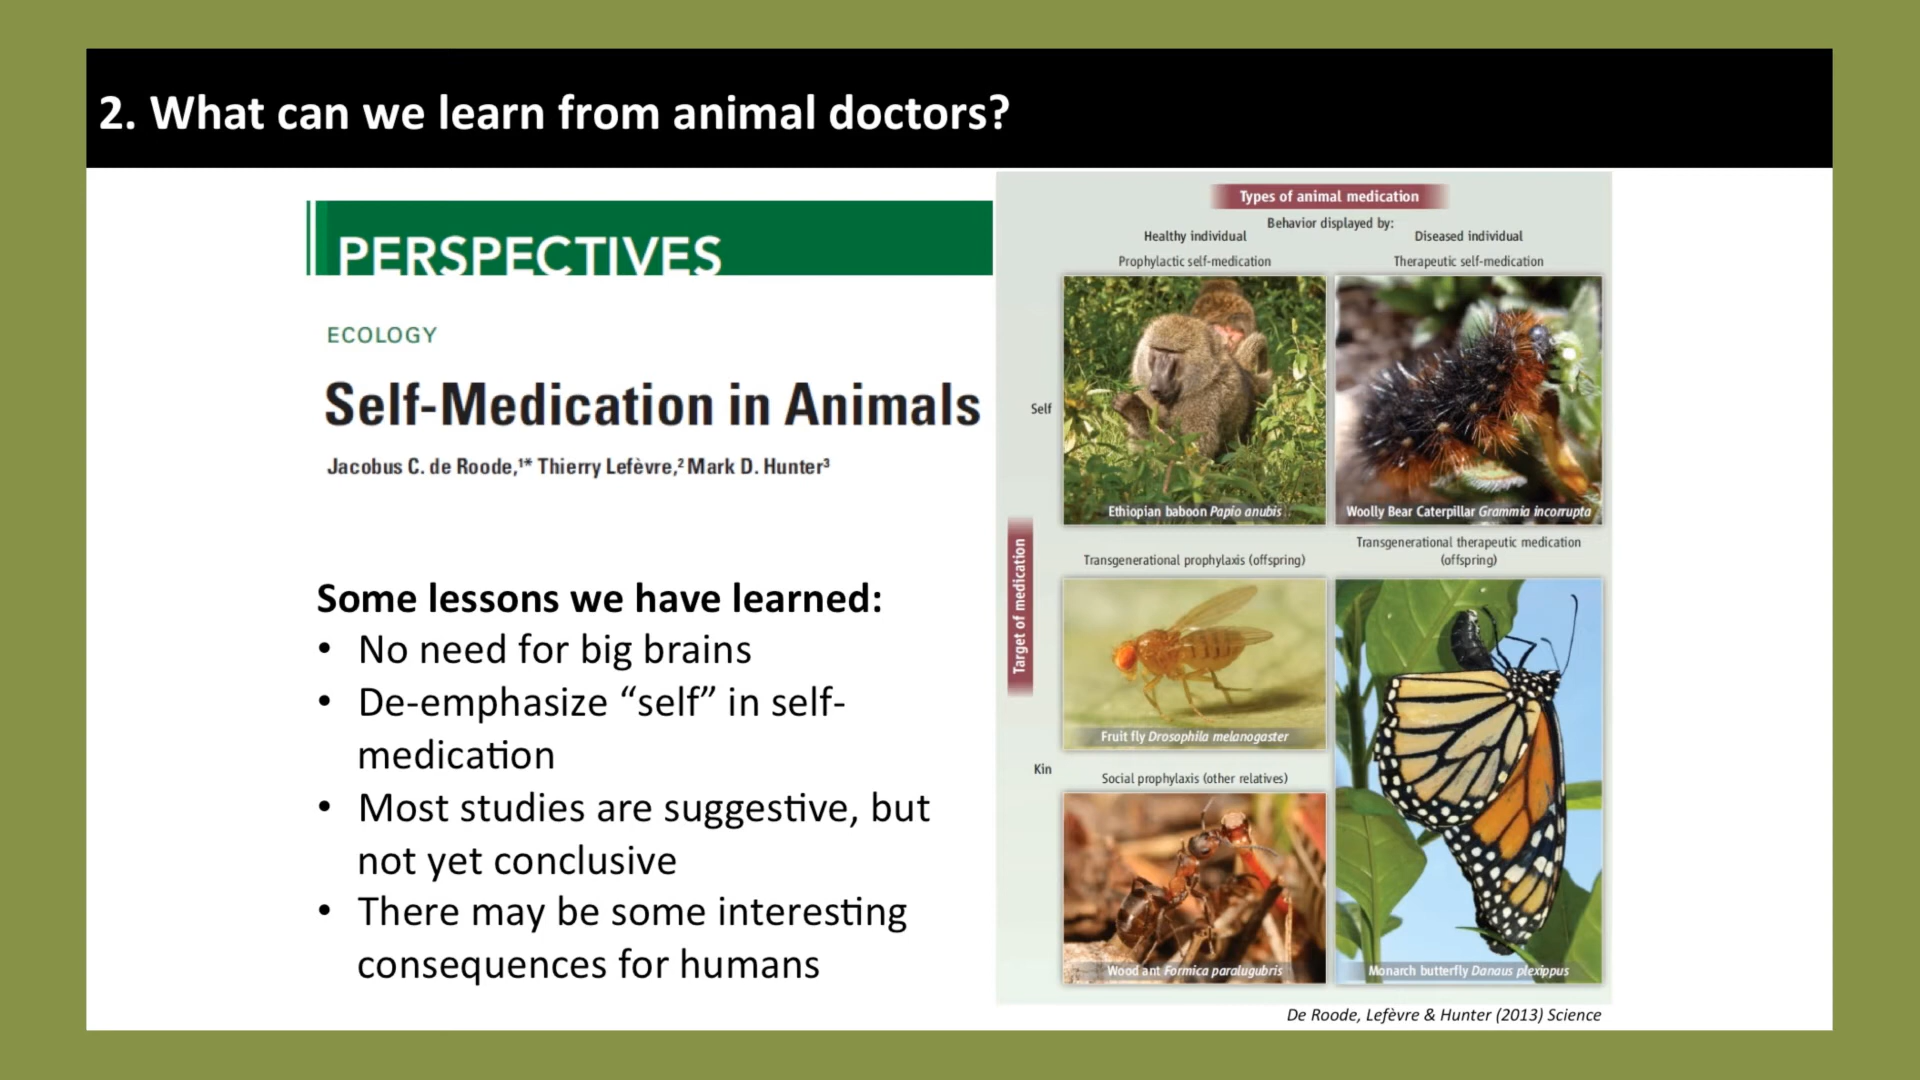 2. What can we learn from animal doctors?
PERSPECTIVES
ECOLOGY
Self-Medication in Animals
Jacobus C. de Roode,¹* Thierry Lefèvre,² Mark D. Hunter³
Some lessons we have learned:
• No need for big brains
• De-emphasize “self” in self-
medication
• Most studies are suggestive, but
not yet conclusive
• There may be some interesting
consequences for humans
Types of animal medication
Behavior displayed by:
Healthy individual
Diseased individual
Prophylactic self-medication
Therapeutic self-medication
Self
Ethiopian baboon Papio anubis
Woolly Bear Caterpillar Grammia incorrupta
Target of medication
Transgenerational prophylaxis (offspring)
Transgenerational therapeutic medication
(offspring)
Fruit fly Drosophila melanogaster
Kin
Social prophylaxis (other relatives)
Wood ant Formica paralugubris
Monarch butterfly Danaus plexippus
De Roode, Lefèvre & Hunter (2013) Science